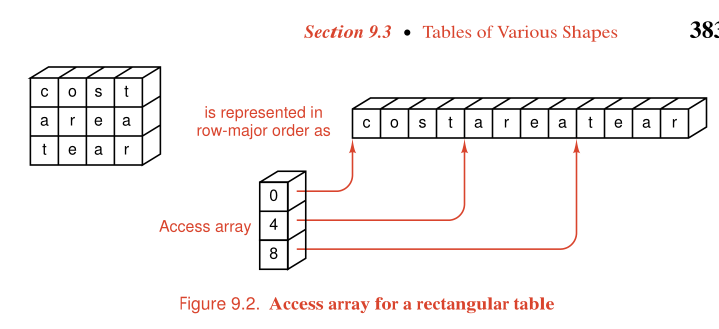 Section 9.3 • Tables of Various Shapes 383
c o s t
a r e a
t e a r
is represented in
row-major order as
c o s t a r e a t e a r
Access array
0
4
8
Figure 9.2. Access array for a rectangular table